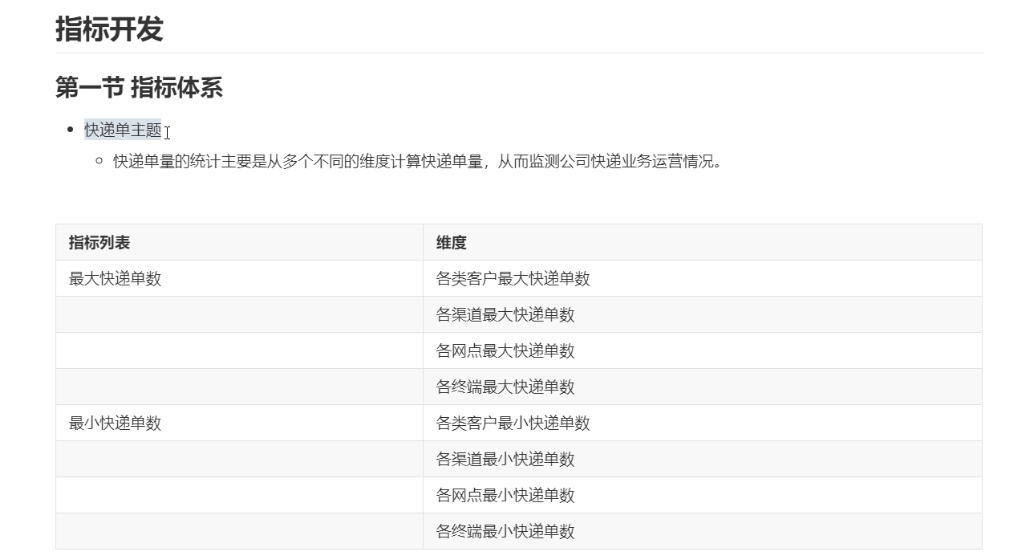 指标开发
第一节 指标体系
快递单主题
快递单量的统计主要是从多个不同的维度计算快递单量，从而监测公司快递业务运营情况。
指标列表 维度
最大快递单数 各类客户最大快递单数
各渠道最大快递单数
各网点最大快递单数
各终端最大快递单数
最小快递单数 各类客户最小快递单数
各渠道最小快递单数
各网点最小快递单数
各终端最小快递单数